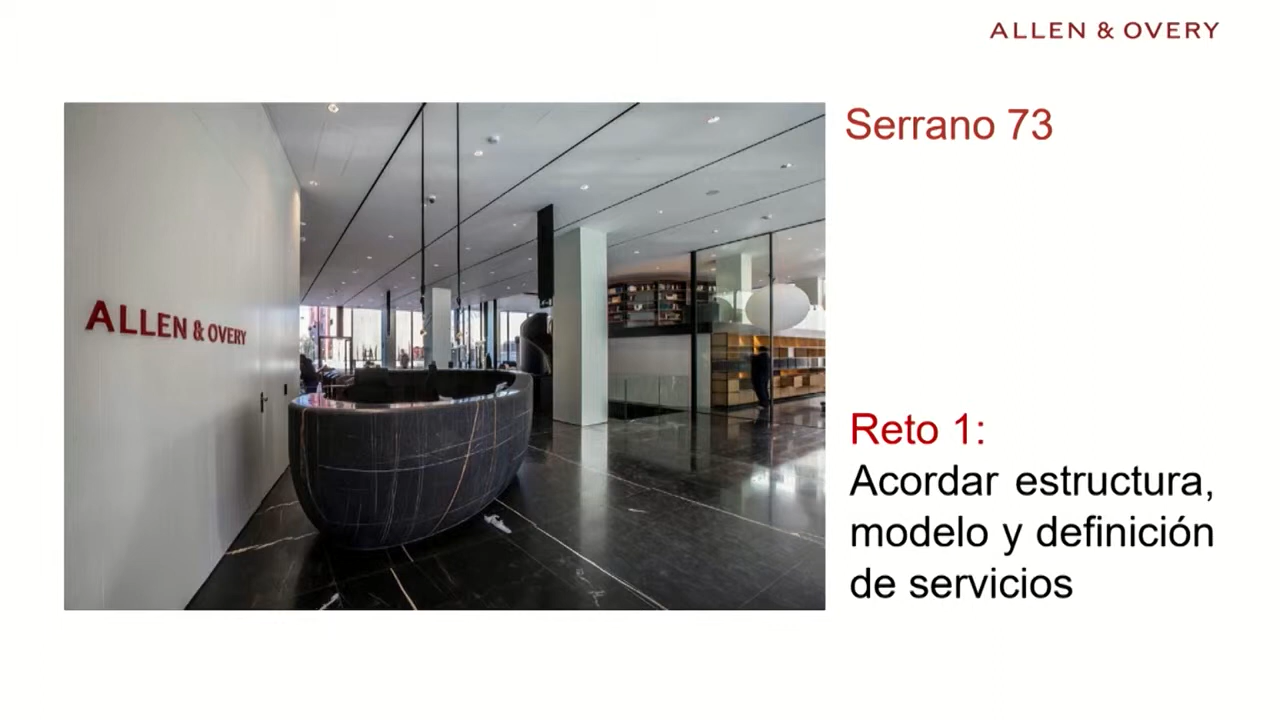 ALLEN & OVERY
Serrano 73
ALLEN & OVERY
Reto 1:
Acordar estructura,
modelo y definición
de servicios